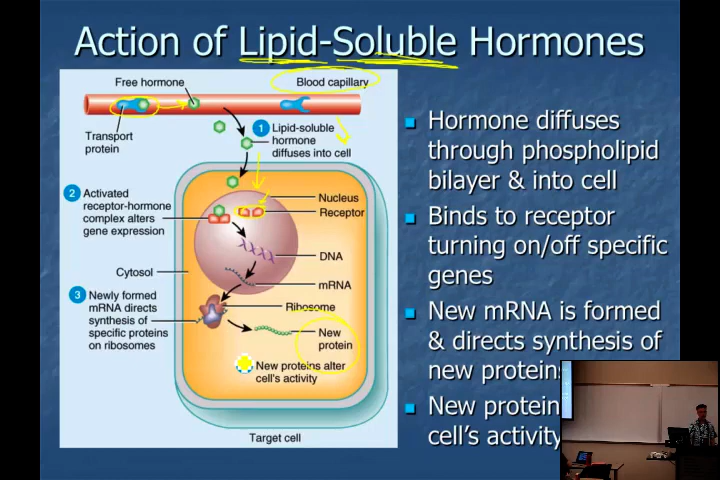 Action of Lipid-Soluble Hormones
Free hormone
Blood capillary
Transport
protein
1 Lipid-soluble
hormone
diffuses into cell
2 Activated
receptor-hormone
complex alters
gene expression
Nucleus
Receptor
DNA
Cytosol
mRNA
3 Newly formed
mRNA directs
synthesis of
specific proteins
on ribosomes
Ribosome
New
protein
New proteins alter
cell's activity
Target cell
Hormone diffuses
through phospholipid
bilayer & into cell
Binds to receptor
turning on/off specific
genes
New mRNA is formed
& directs synthesis of
new proteins
New protein
cell's activity